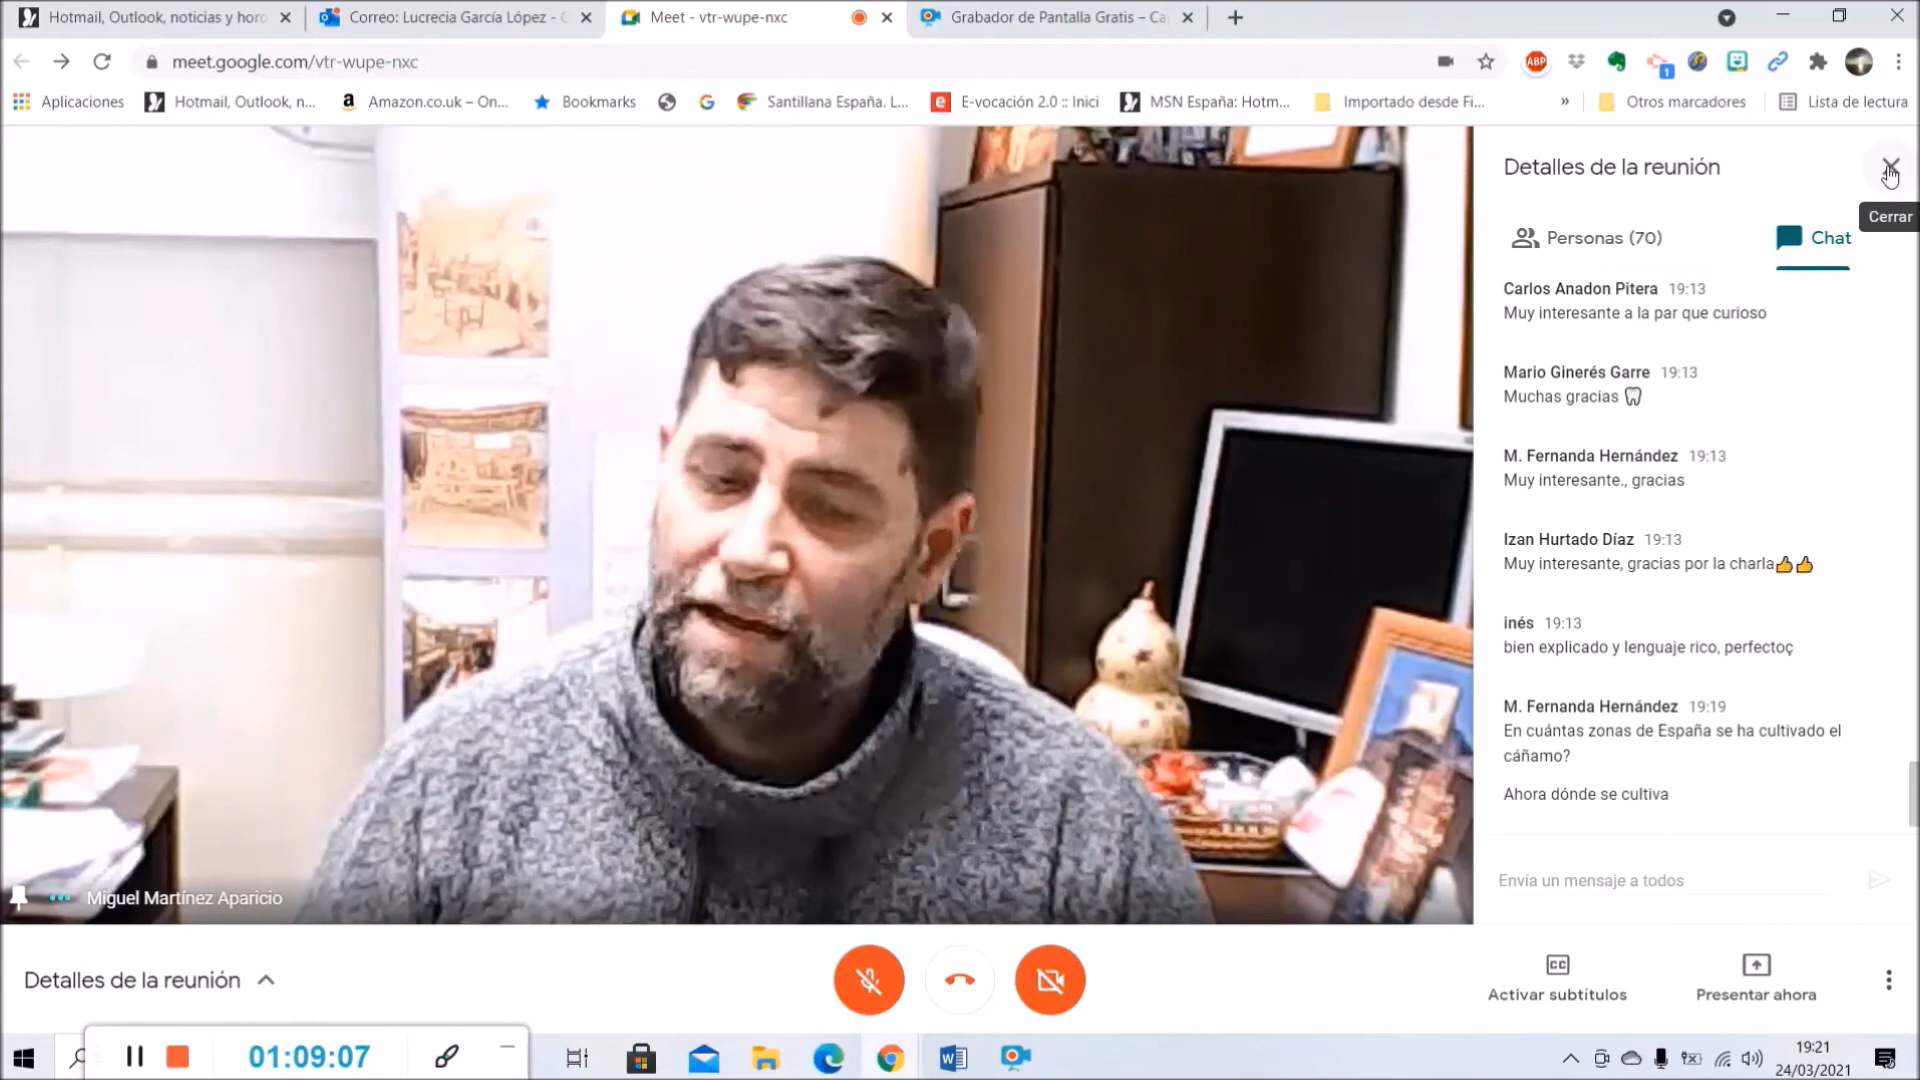 Hotmail, Outlook, noticias y horo
Correo: Lucrecia García López - C
Meet - vtr-wupe-nxc
Grabador de Pantalla Gratis – Ca
meet.google.com/vtr-wupe-nxc
ABP
1
Aplicaciones
Hotmail, Outlook, n...
Amazon.co.uk – On...
Bookmarks
Santillana España. L...
E-vocación 2.0 :: Inici
MSN España: Hotm...
Importado desde Fi...
»
Otros marcadores
Lista de lectura
Detalles de la reunión
Cerrar
Personas (70)
Chat
Carlos Anadon Pitera 19:13
Muy interesante a la par que curioso
Mario Ginerés Garre 19:13
Muchas gracias 🦷
M. Fernanda Hernández 19:13
Muy interesante., gracias
Izan Hurtado Díaz 19:13
Muy interesante, gracias por la charla👍👍
inés 19:13
bien explicado y lenguaje rico, perfectoç
M. Fernanda Hernández 19:19
En cuántas zonas de España se ha cultivado el
cáñamo?
Ahora dónde se cultiva
Envía un mensaje a todos
Miguel Martínez Aparicio
Detalles de la reunión
CC
Activar subtítulos
Presentar ahora
01:09:07
19:21
24/03/2021